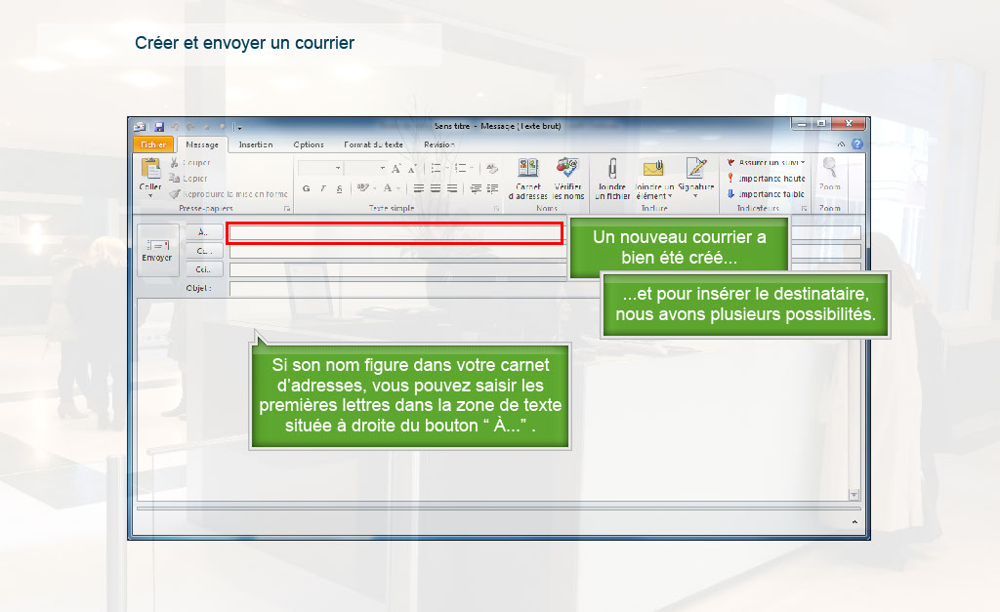 Créer et envoyer un courrier
Sans titre - Message (Texte brut)
Fichier Message Insertion Options Format du texte Révision
Coller
Couper
Copier
Reproduire la mise en forme
Presse-papiers
G I S
A A
Texte simple
Carnet d'adresses
Vérifier les noms
Noms
Joindre un fichier
Joindre un élément
Signature
Inclure
Assurer un suivi
Importance haute
Importance faible
Indicateurs
Zoom
Zoom
Envoyer
À...
Cc...
Cci...
Objet :
Un nouveau courrier a
bien été créé...
...et pour insérer le destinataire,
nous avons plusieurs possibilités.
Si son nom figure dans votre carnet
d’adresses, vous pouvez saisir les
premières lettres dans la zone de texte
située à droite du bouton “ À...” .